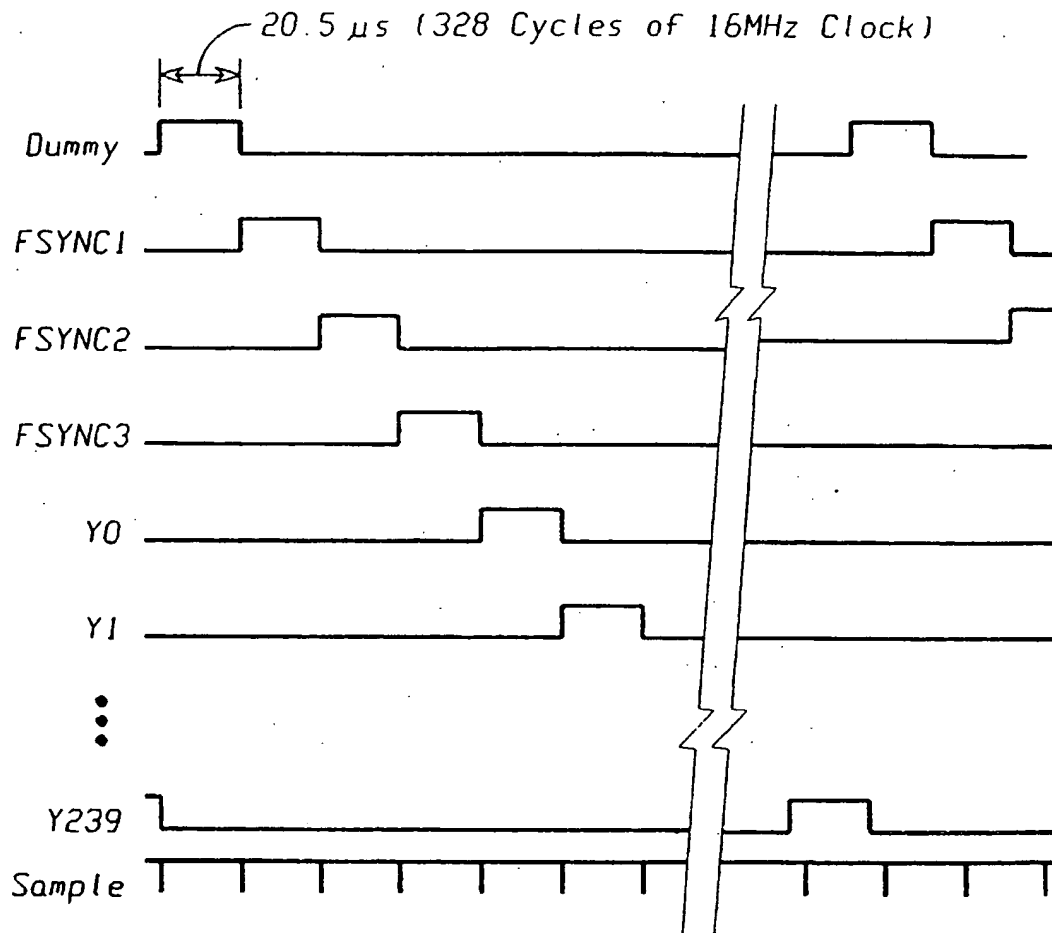 20.5 µs (328 Cycles of 16MHz Clock)
Dummy
FSYNC1
FSYNC2
FSYNC3
Y0
Y1
Y239
Sample